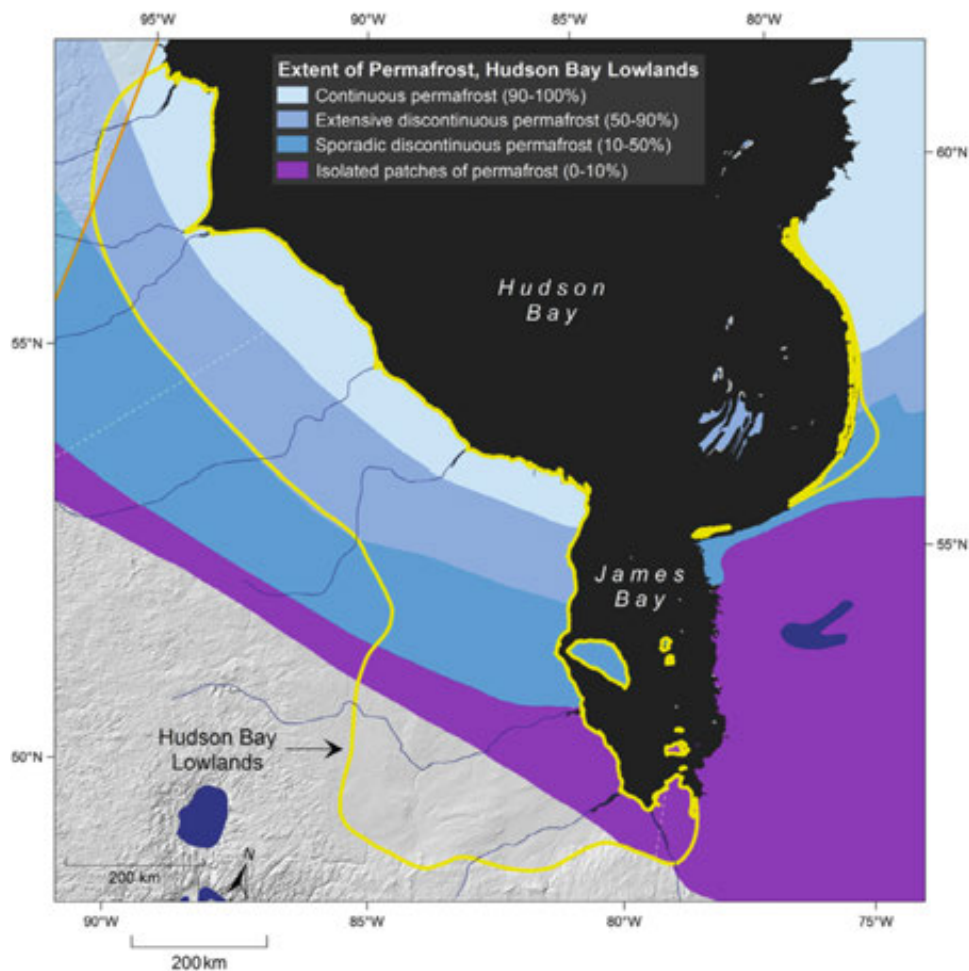 95°W 90°W 80°W
Extent of Permafrost, Hudson Bay Lowlands
Continuous permafrost (90-100%)
Extensive discontinuous permafrost (50-90%)
Sporadic discontinuous permafrost (10-50%)
Isolated patches of permafrost (0-10%)
60°N
Hudson
Bay
55°N
55°N
James
Bay
Hudson Bay
Lowlands
50°N
N
200 km
90°W 85°W 80°W 75°W
200 km